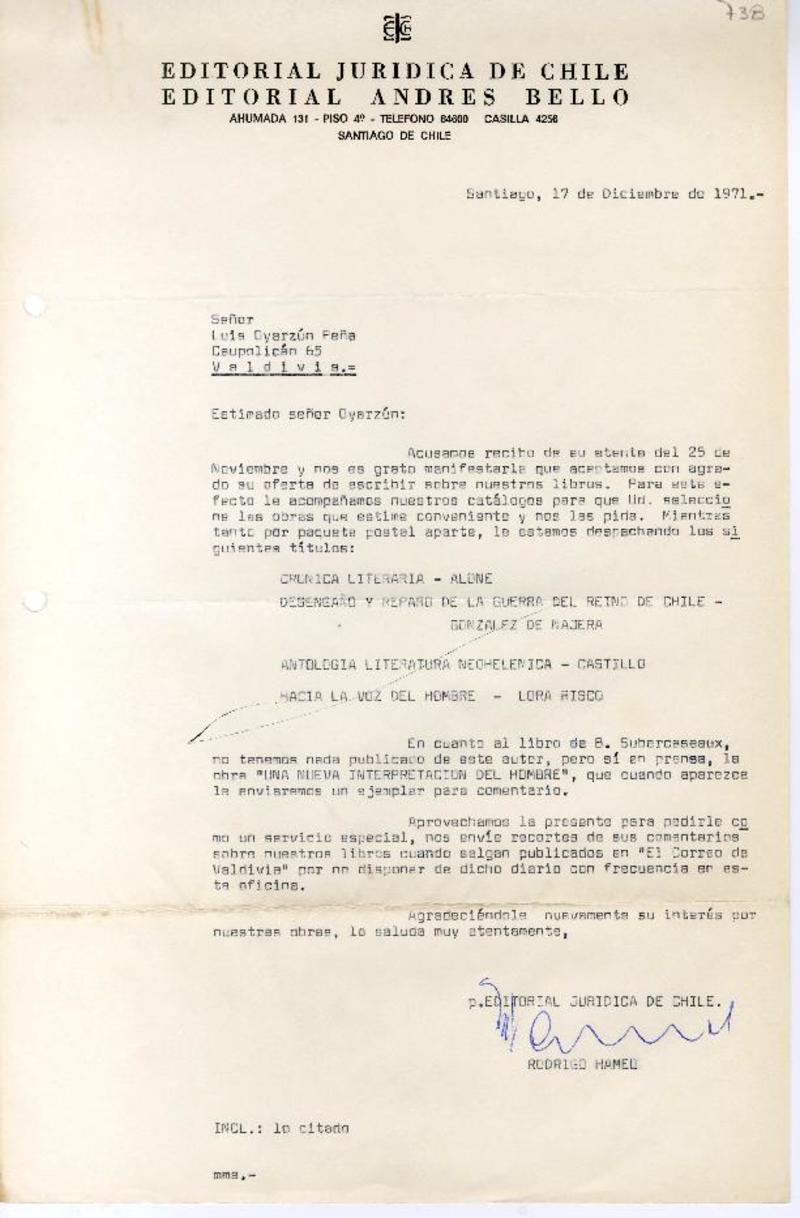 738
EDITORIAL JURIDICA DE CHILE
EDITORIAL ANDRES BELLO
AHUMADA 131 - PISO 4º - TELEFONO 84600 CASILLA 4256
SANTIAGO DE CHILE
Santiago, 17 de Diciembre de 1971.-
Señor
Luis Oyarzún Peña
Caupolicán 65
V a l d i v i a.=
Estimado señor Oyarzún:
Acusamos recibo de su atenta del 25 de
Noviembre y nos es grato manifestarle que aceptamos con agra-
do su oferta de escribir sobre nuestros libros. Para este e-
fecto le acompañamos nuestros catálogos para que Ud. seleccio
ne las obras que estime conveniente y nos las pida. Mientras
tanto por paquete postal aparte, le estamos despachando los si
guientes títulos:
CRONICA LITERARIA - ALONE
DESENGAÑO Y REPARO DE LA GUERRA DEL REINO DE CHILE -
GONZALEZ DE NAJERA
ANTOLOGIA LITERATURA NEOHELENICA - CASTILLO
HACIA LA VOZ DEL HOMBRE - LORA RISCO
En cuanto al libro de B. Subercaseaux,
no tenemos nada publicado de este autor, pero sí en prensa, la
obra "UNA NUEVA INTERPRETACION DEL HOMBRE", que cuando aparezca
le enviaremos un ejemplar para comentario.
Aprovechamos la presente para pedirle co
mo un servicio especial, nos envíe recortes de sus comentarios
sobre nuestros libros cuando salgan publicados en "El Correo de
Valdivia" por no disponer de dicho diario con frecuencia en es-
ta oficina.
Agradeciéndole nuevamente su interés por
nuestras obras, lo saluda muy atentamente,
p.EDITORIAL JURIDICA DE CHILE.
RODRIGO HAMEL
INCL.: lo citado
mma.-